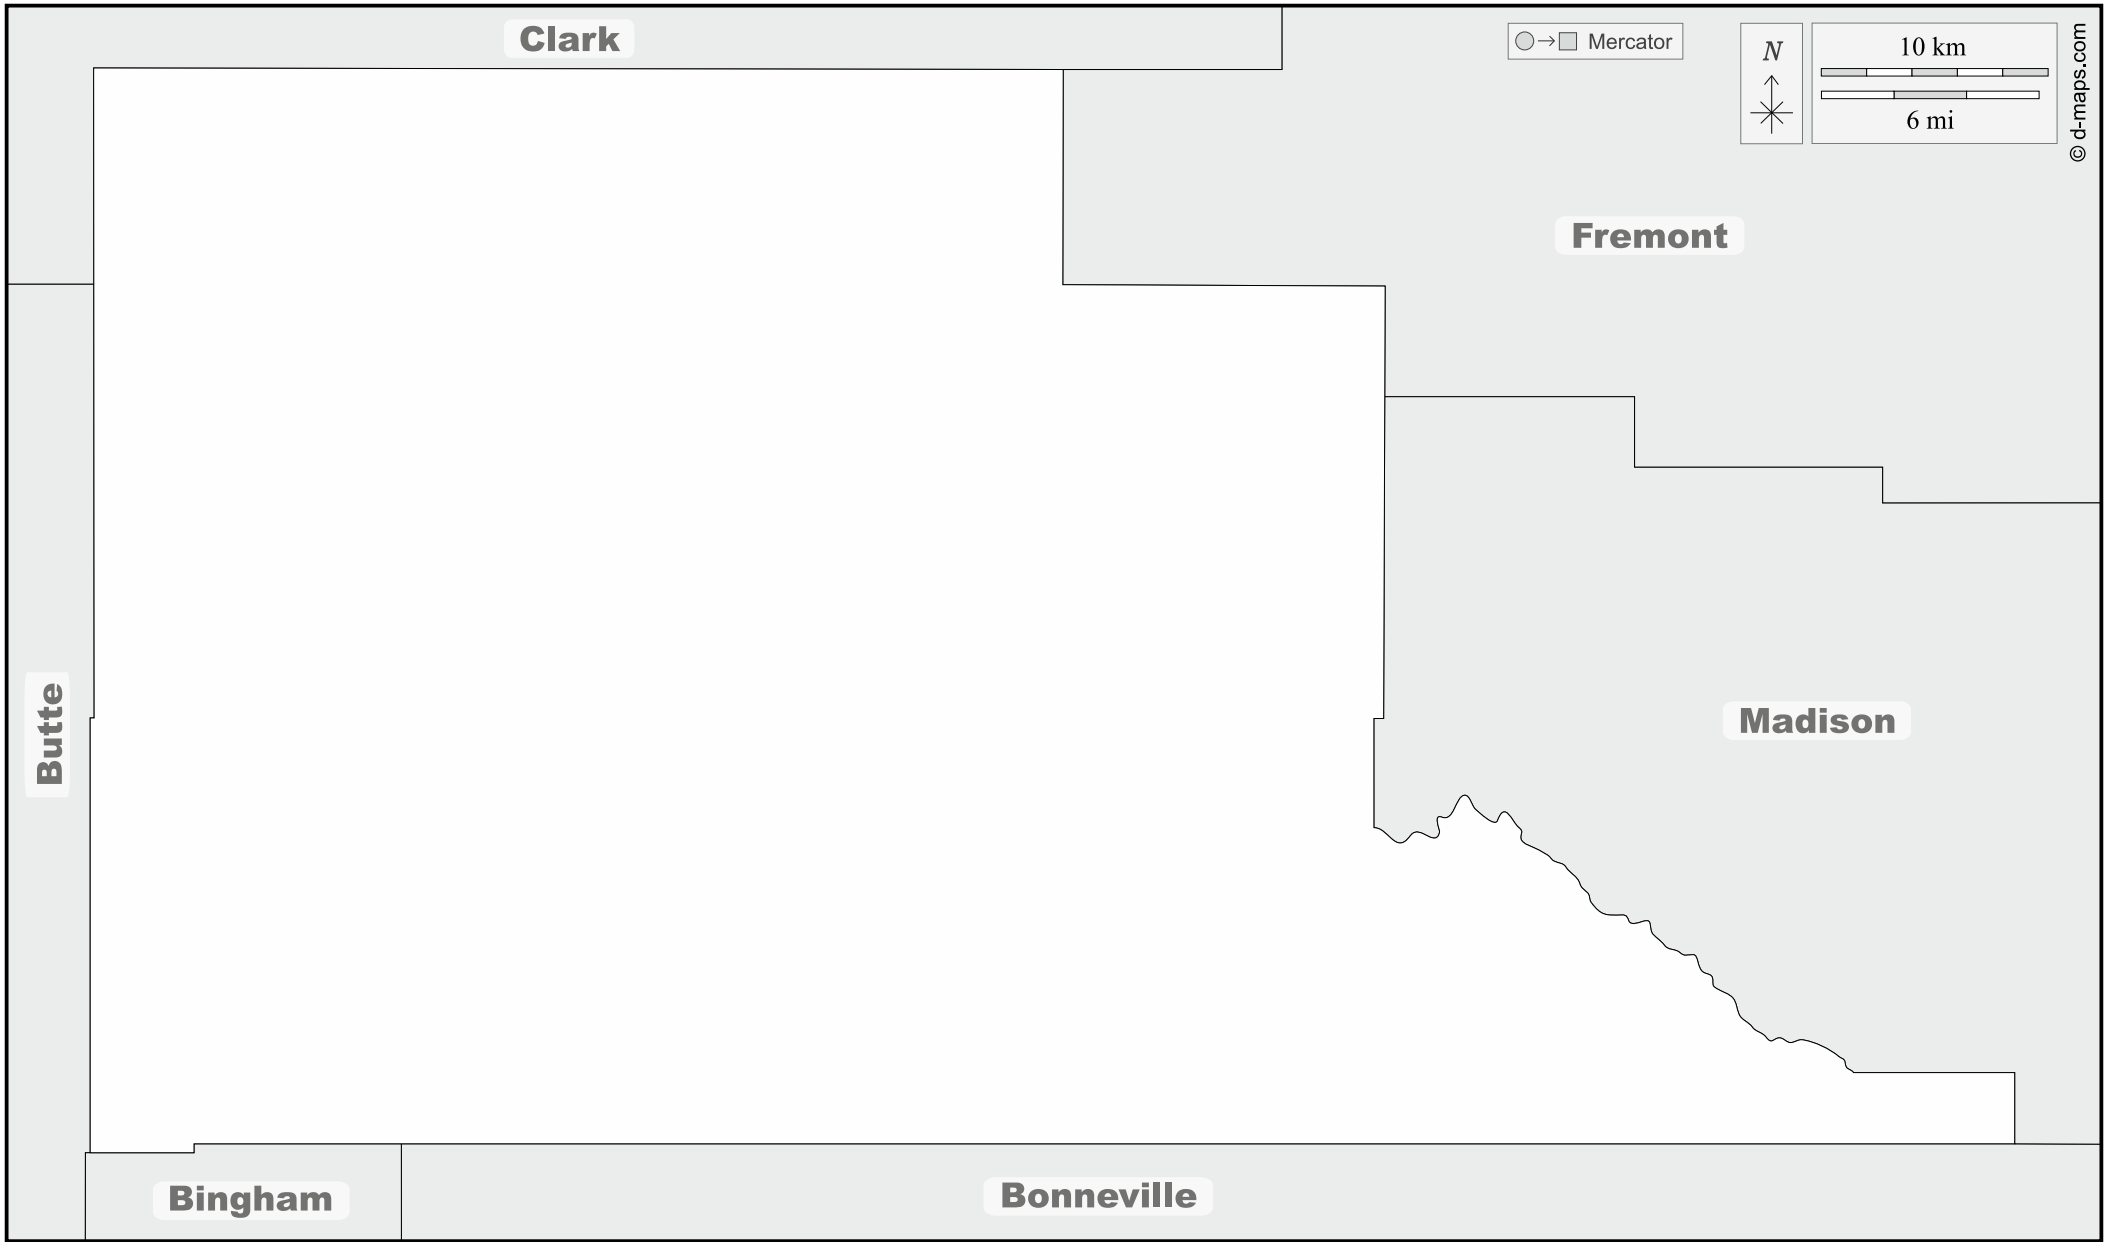 Clark
Mercator
N
10 km
6 mi
© d-maps.com
Fremont
Butte
Madison
Bingham
Bonneville